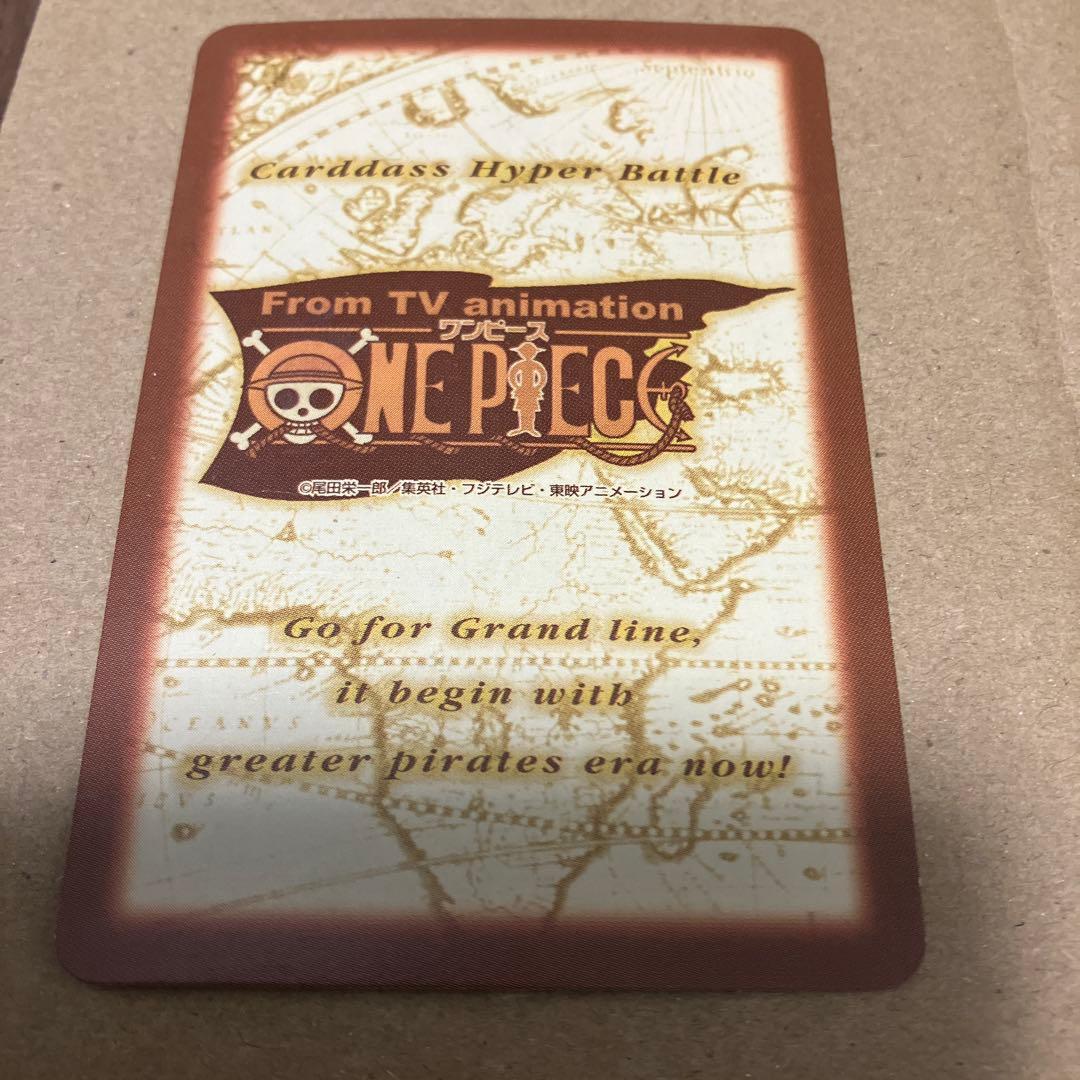 Septentrio
Carddass Hyper Battle
From TV animation
ワンピース
ONE PIECE
©尾田栄一郎／集英社・フジテレビ・東映アニメーション
Go for Grand line,
it begin with
OCEANVS
greater pirates era now!